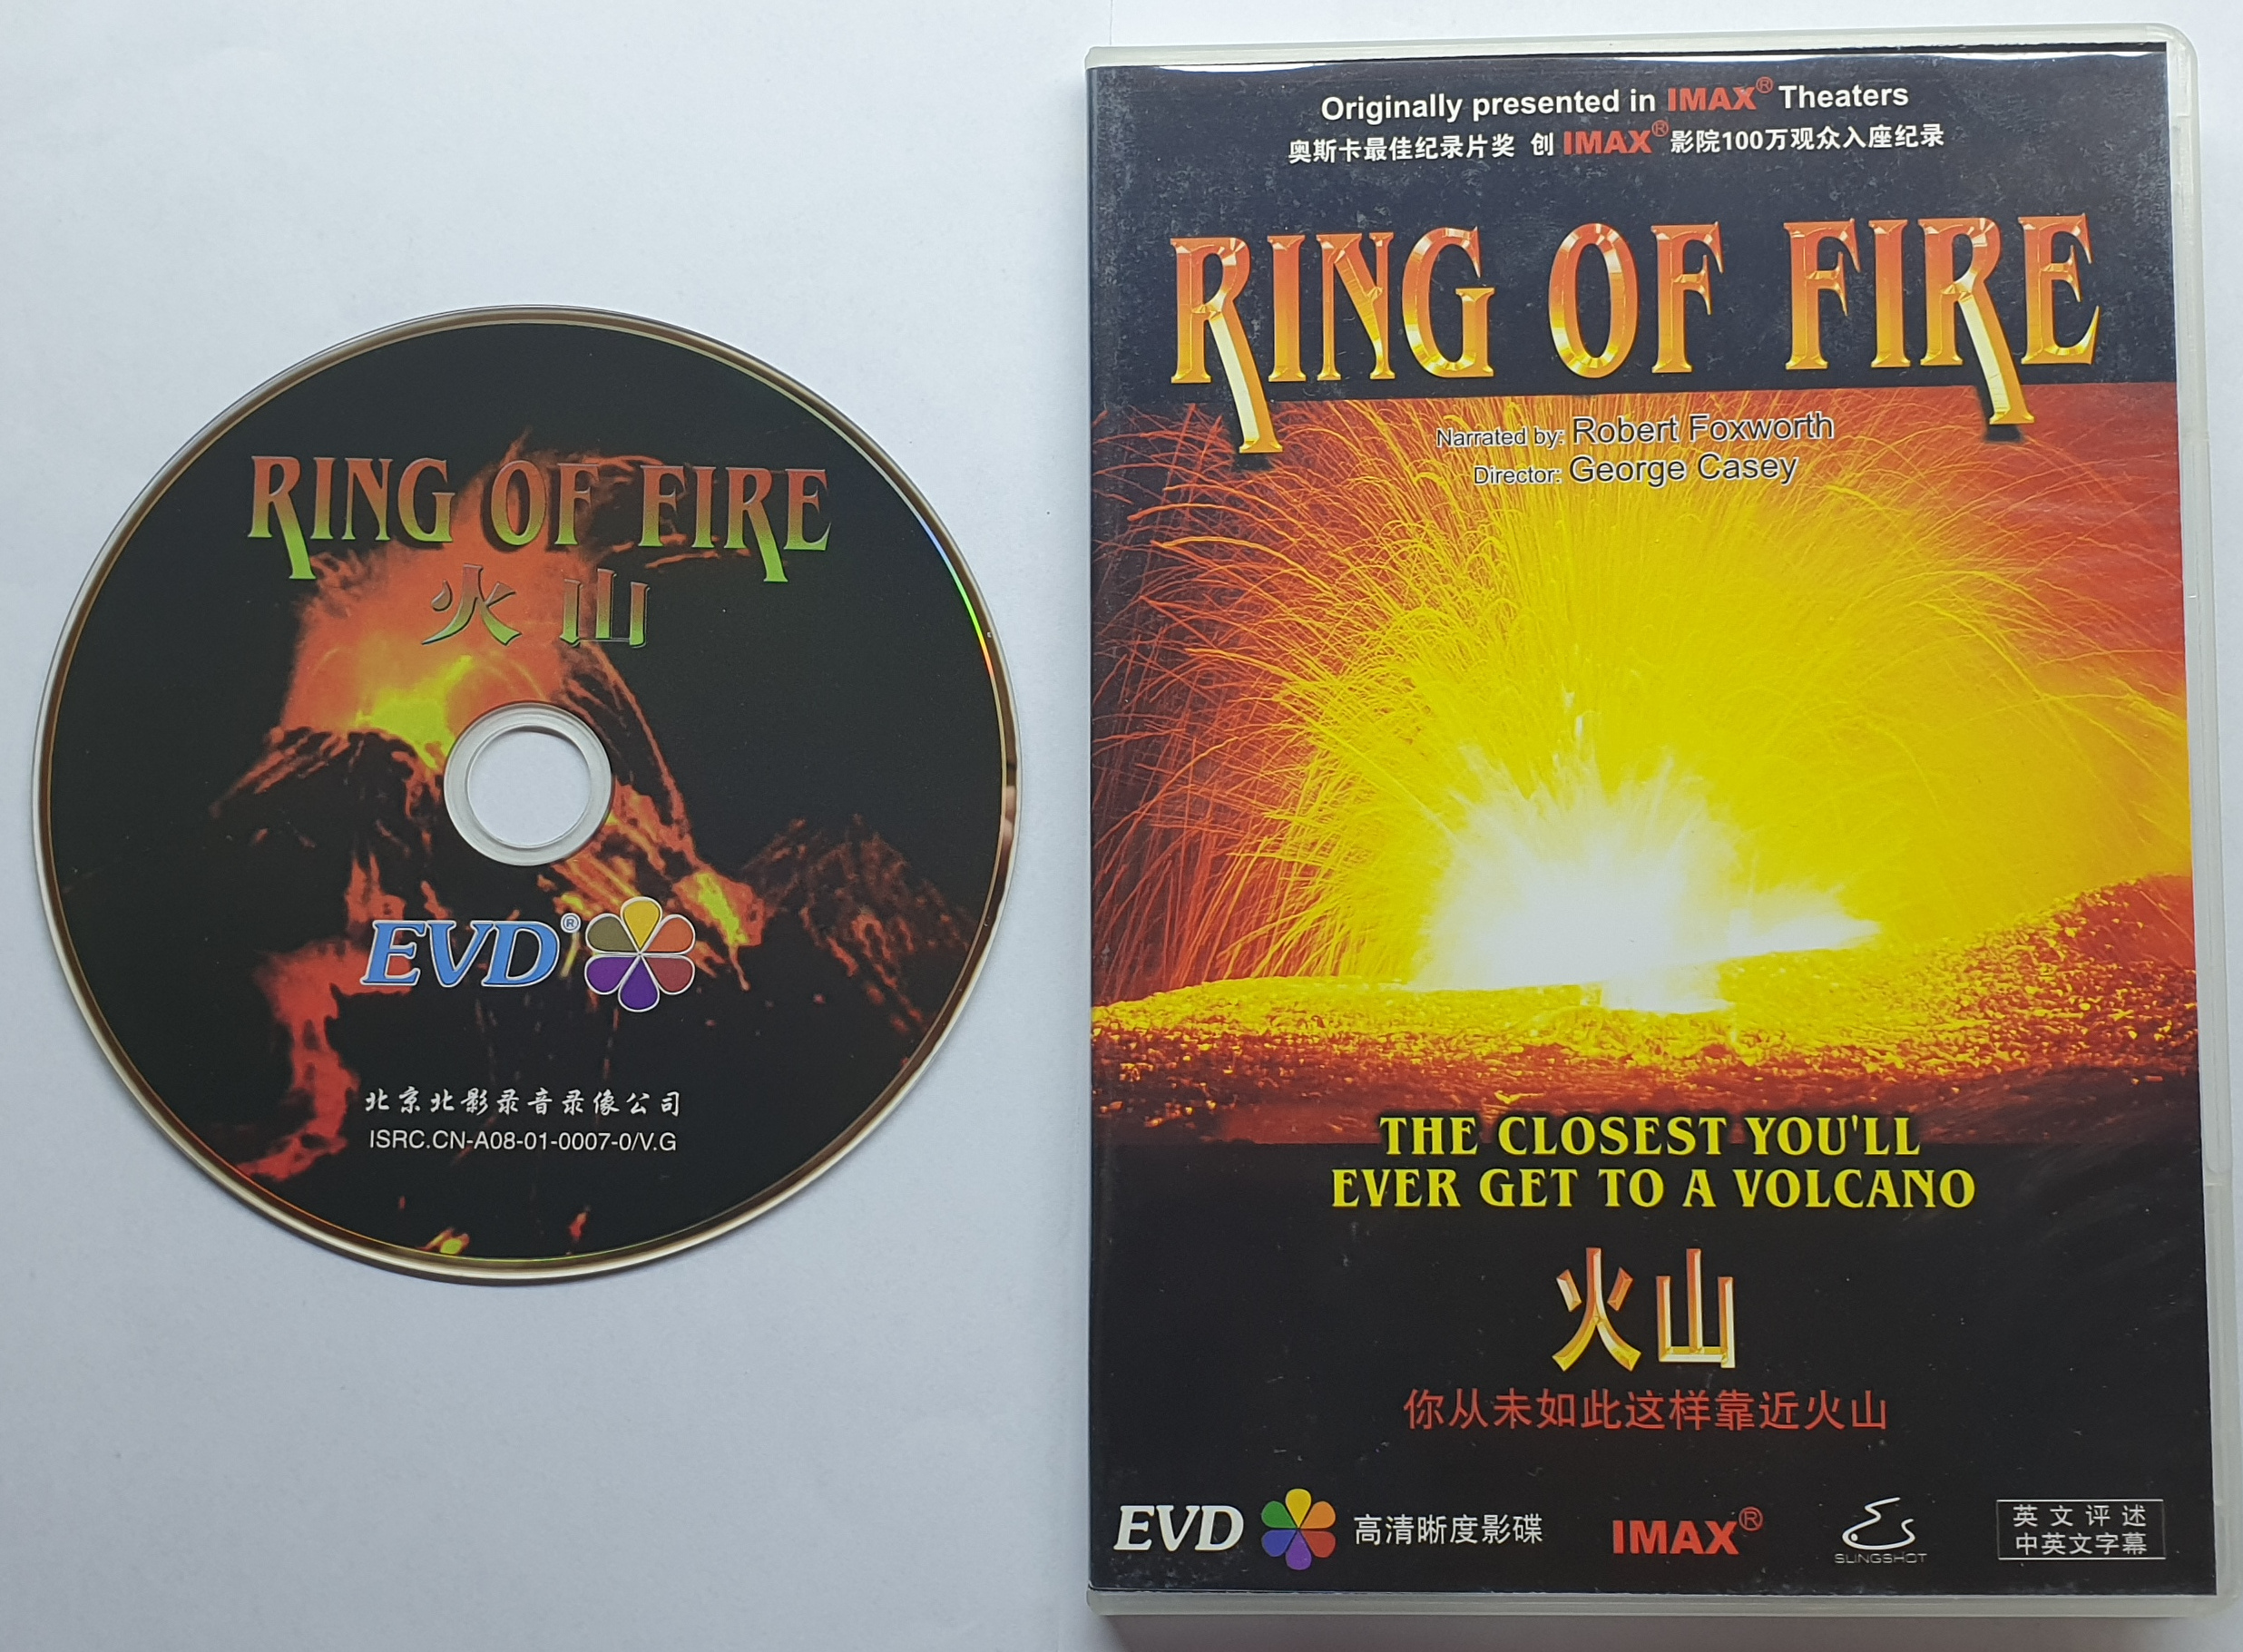 RING OF FIRE
火山
EVD®
北京北影录音录像公司
ISRC.CN-A08-01-0007-0/V.G
Originally presented in IMAX® Theaters
奥斯卡最佳纪录片奖 创 IMAX® 影院100万观众入座纪录
RING OF FIRE
Narrated by: Robert Foxworth
Director: George Casey
THE CLOSEST YOU'LL
EVER GET TO A VOLCANO
火山
你从未如此这样靠近火山
EVD 高清晰度影碟
IMAX®
SLINGSHOT
英文评述
中英文字幕